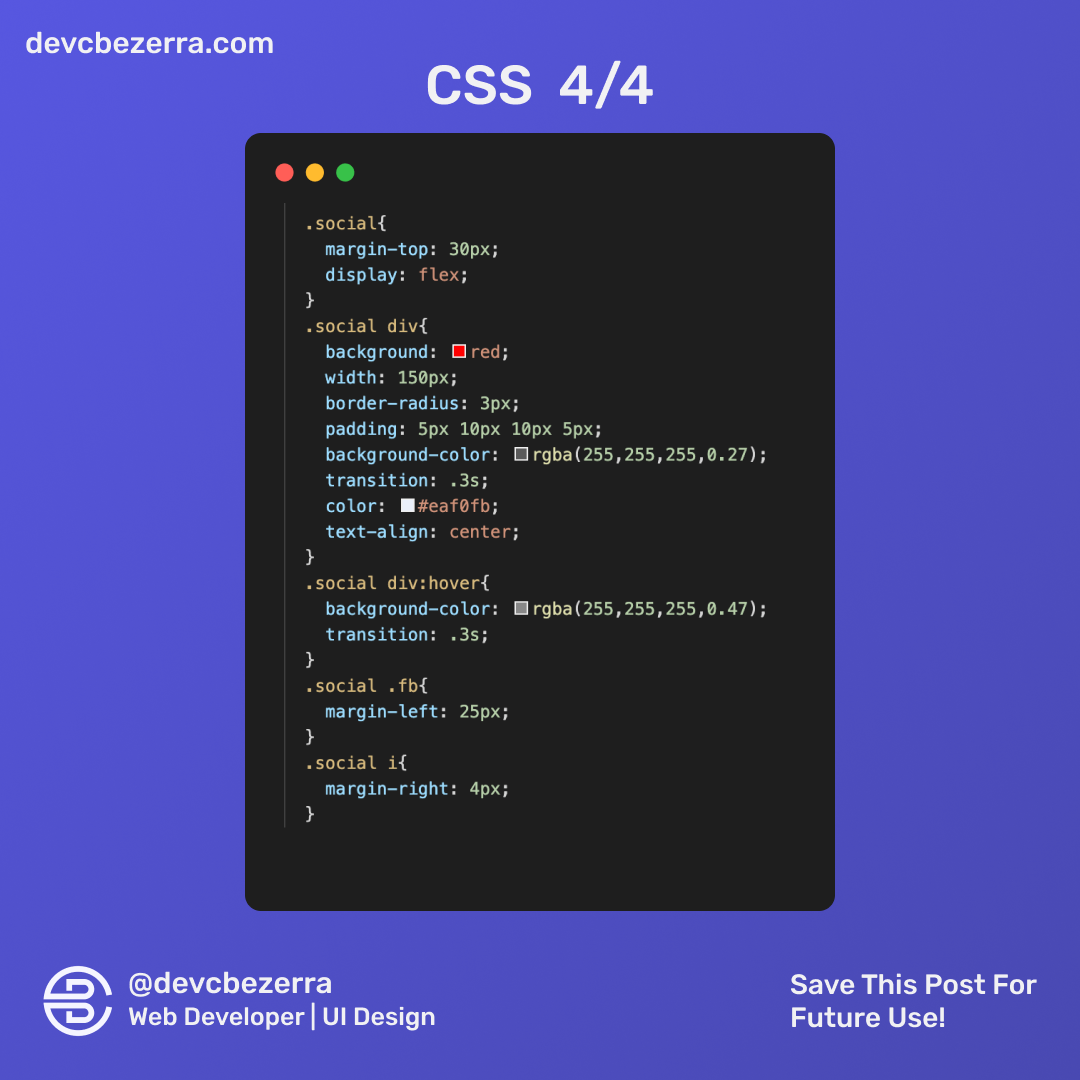 devcbezerra.com
CSS 4/4
.social{
  margin-top: 30px;
  display: flex;
}
.social div{
  background: red;
  width: 150px;
  border-radius: 3px;
  padding: 5px 10px 10px 5px;
  background-color: rgba(255,255,255,0.27);
  transition: .3s;
  color: #eaf0fb;
  text-align: center;
}
.social div:hover{
  background-color: rgba(255,255,255,0.47);
  transition: .3s;
}
.social .fb{
  margin-left: 25px;
}
.social i{
  margin-right: 4px;
}
@devcbezerra
Web Developer | UI Design
Save This Post For
Future Use!